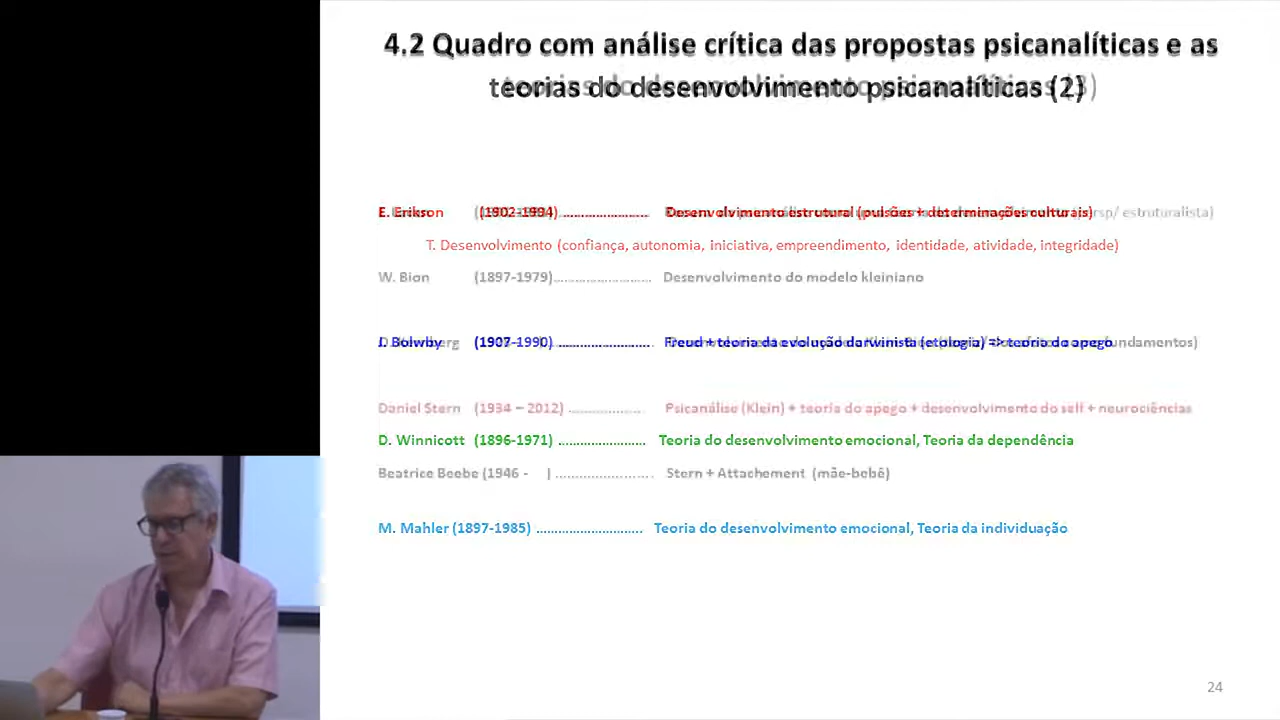 4.2 Quadro com análise crítica das propostas psicanalíticas e as
teorias do desenvolvimento psicanalíticas (2)
E. Erikson (1902-1994) ..................... Desenvolvimento estrutural (pulsões + determinações culturais)
T. Desenvolvimento (confiança, autonomia, iniciativa, empreendimento, identidade, atividade, integridade)
W. Bion (1897-1979)........................ Desenvolvimento do modelo kleiniano
J. Bolwby (1907-1990) ...................... Freud + teoria da evolução darwinista (etologia) => teoria do apego
Daniel Stern (1934 – 2012) .................. Psicanálise (Klein) + teoria do apego + desenvolvimento do self + neurociências
D. Winnicott (1896-1971) ..................... Teoria do desenvolvimento emocional, Teoria da dependência
Beatrice Beebe (1946 - ) ........................ Stern + Attachement (mãe-bebê)
M. Mahler (1897-1985) .......................... Teoria do desenvolvimento emocional, Teoria da individuação
24